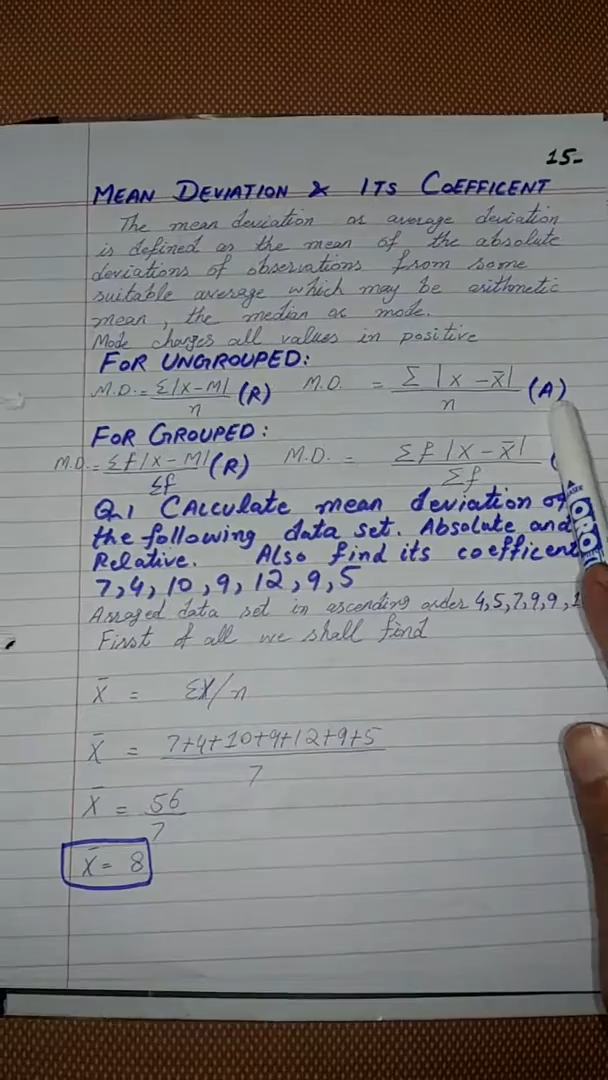 15-
MEAN DEVIATION & ITS COEFFICENT
The mean deviation or average deviation
is defined as the mean of the absolute
deviations of observations from some
suitable average which may be arithmetic
mean, the median or mode.
Mode changes all values in positive
FOR UNGROUPED:
M.D. = Σ|X-M|/n (R) M.D. = Σ|X-X̄|/n (A)
FOR GROUPED:
M.D. = Σf|X-M|/Σf (R) M.D. = Σf|X-X̄|/Σf (
Q.1 CAlculate mean deviation of
the following data set. Absolute and
Relative. Also find its coefficent
7,4,10,9,12,9,5
Arraged data set in ascending order 4,5,7,9,9,1
First of all we shall find
X̄ = ΣX/n
X̄ = 7+4+10+9+12+9+5/7
X̄ = 56/7
X̄ = 8
ORO